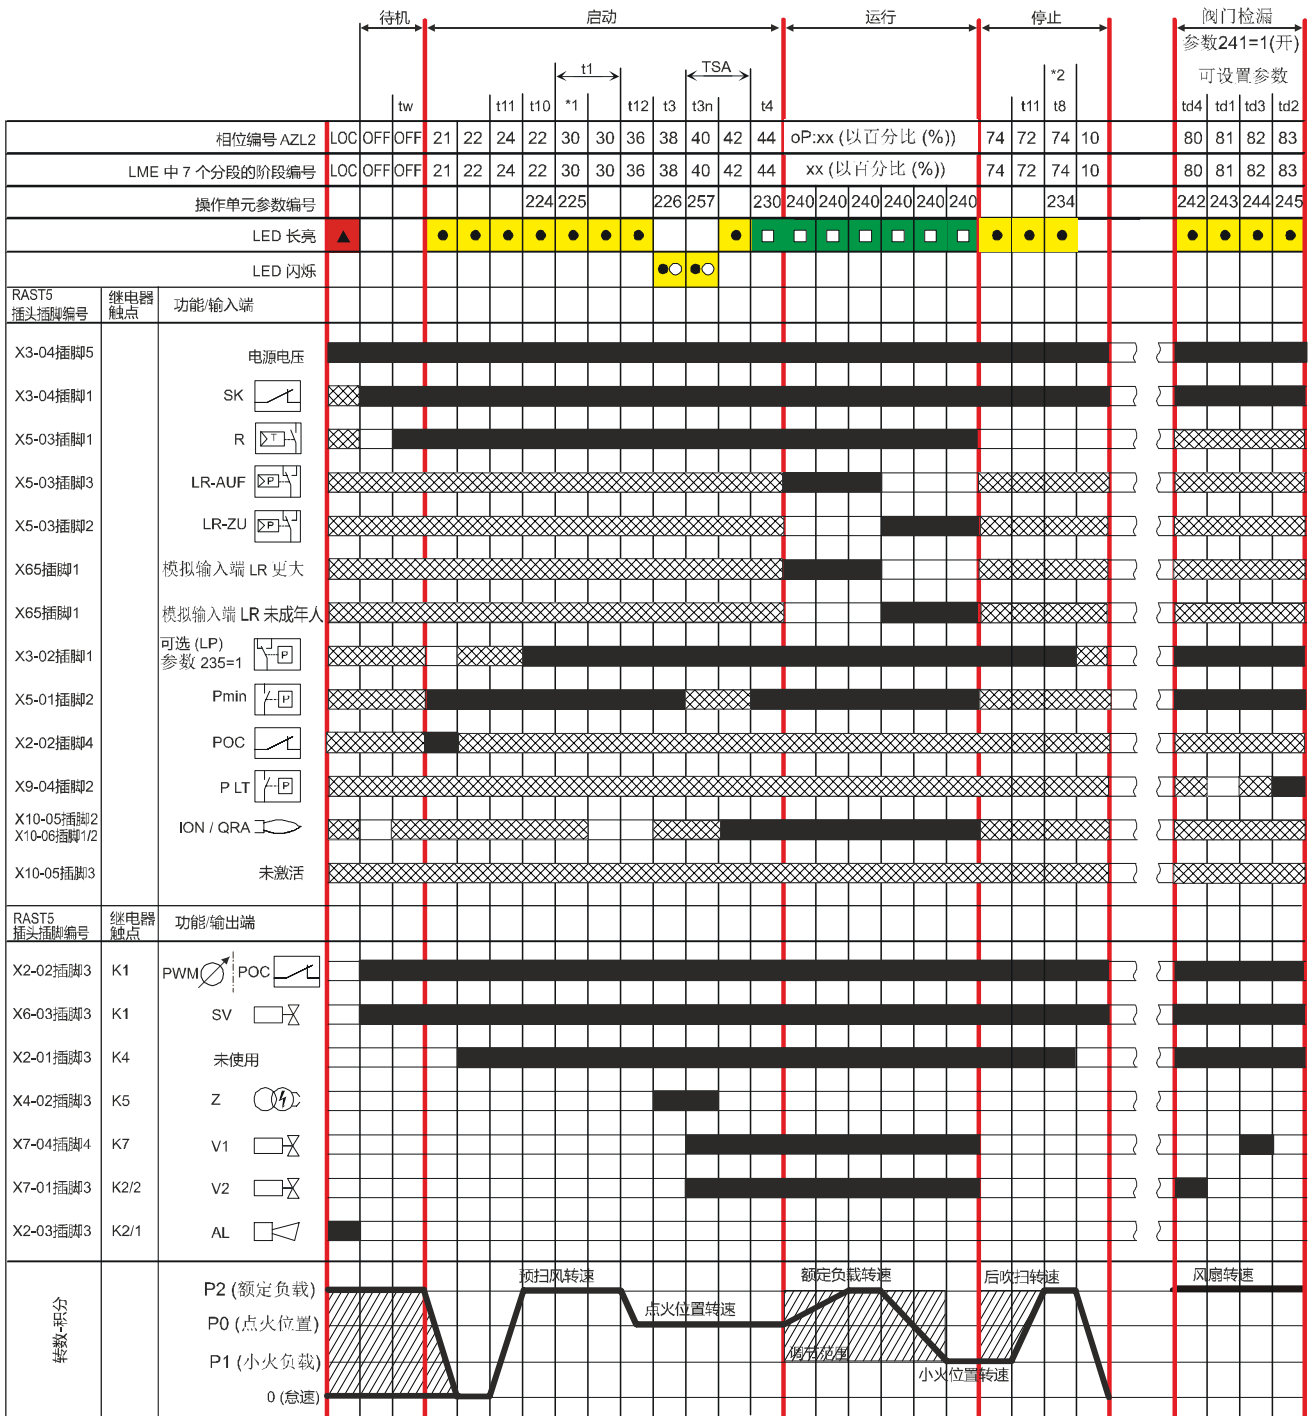 待机 启动 运行 停止 阀门检漏
参数241=1(开)
t1 TSA *2 可设置参数
tw t11 t10 *1 t12 t3 t3n t4 t11 t8 td4 td1 td3 td2
相位编号 AZL2 LOC OFF OFF 21 22 24 22 30 30 36 38 40 42 44 oP:xx (以百分比 (%)) 74 72 74 10 80 81 82 83
LME 中 7 个分段的阶段编号 LOC OFF OFF 21 22 24 22 30 30 36 38 40 42 44 xx (以百分比 (%)) 74 72 74 10 80 81 82 83
操作单元参数编号 224 225 226 257 230 240 240 240 240 240 240 234 242 243 244 245
LED 长亮
LED 闪烁
RAST5 插头插脚编号 继电器触点 功能/输入端
X3-04插脚5 电源电压
X3-04插脚1 SK
X5-03插脚1 R T
X5-03插脚3 LR-AUF P
X5-03插脚2 LR-ZU P
X65插脚1 模拟输入端 LR 更大
X65插脚1 模拟输入端 LR 未成年人
X3-02插脚1 可选 (LP) 参数 235=1 P
X5-01插脚2 Pmin P
X2-02插脚4 POC
X9-04插脚2 P LT P
X10-05插脚2
X10-06插脚1/2 ION / QRA
X10-05插脚3 未激活
RAST5 插头插脚编号 继电器触点 功能/输出端
X2-02插脚3 K1 PWM POC
X6-03插脚3 K1 SV
X2-01插脚3 K4 未使用
X4-02插脚3 K5 Z
X7-04插脚4 K7 V1
X7-01插脚3 K2/2 V2
X2-03插脚3 K2/1 AL
转数-积分
P2 (额定负载) 预扫风转速 额定负载转速 后吹扫转速 风扇转速
P0 (点火位置) 点火位置转速
P1 (小火负载) 调节范围 小火位置转速
0 (怠速)